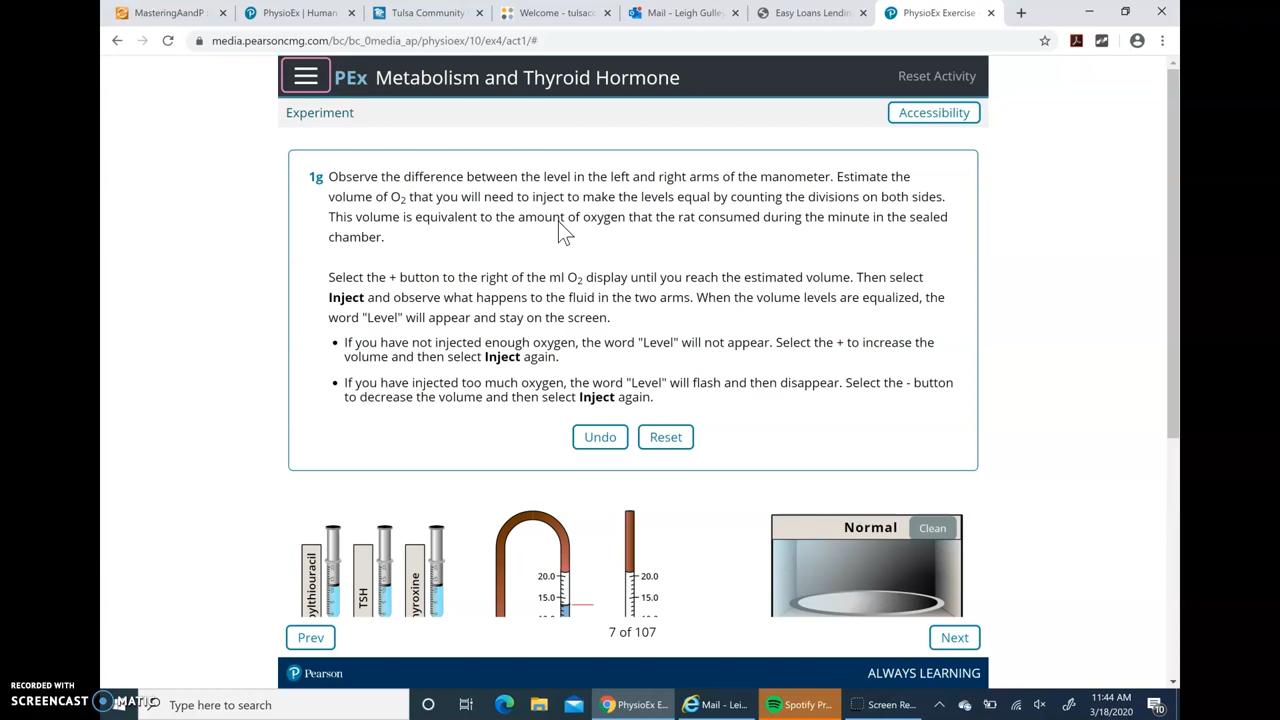 MasteringAandP
PhysioEx | Human
Tulsa Community
Welcome - tulsacc
Mail - Leigh Gulley
Easy Loans Lendin
PhysioEx Exercise
media.pearsoncmg.com/bc/bc_0media_ap/physioex/10/ex4/act1/#
PEx Metabolism and Thyroid Hormone
Reset Activity
Experiment
Accessibility
1g Observe the difference between the level in the left and right arms of the manometer. Estimate the
volume of O2 that you will need to inject to make the levels equal by counting the divisions on both sides.
This volume is equivalent to the amount of oxygen that the rat consumed during the minute in the sealed
chamber.
Select the + button to the right of the ml O2 display until you reach the estimated volume. Then select
Inject and observe what happens to the fluid in the two arms. When the volume levels are equalized, the
word "Level" will appear and stay on the screen.
• If you have not injected enough oxygen, the word "Level" will not appear. Select the + to increase the
volume and then select Inject again.
• If you have injected too much oxygen, the word "Level" will flash and then disappear. Select the - button
to decrease the volume and then select Inject again.
Undo
Reset
Normal
Clean
ylthiouracil
TSH
yroxine
20.0
15.0
20.0
15.0
7 of 107
Prev
Next
Pearson
ALWAYS LEARNING
RECORDED WITH
SCREENCAST MATIC
Type here to search
PhysioEx E...
Mail - Lei...
Spotify Pr...
Screen Re...
11:44 AM
3/18/2020
10